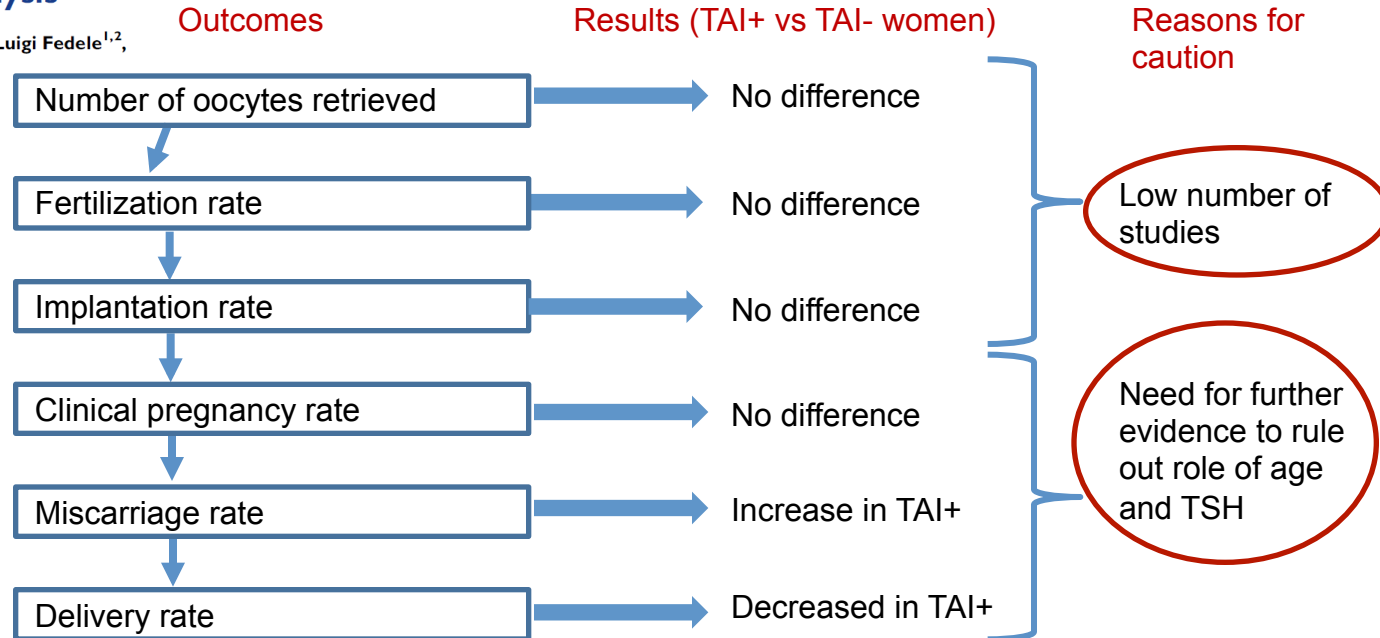 Outcomes
Results (TAI+ vs TAI- women)
Reasons for
caution
Luigi Fedele1,2,
Number of oocytes retrieved
No difference
Fertilization rate
No difference
Low number of
studies
Implantation rate
No difference
Clinical pregnancy rate
No difference
Need for further
evidence to rule
out role of age
and TSH
Miscarriage rate
Increase in TAI+
Delivery rate
Decreased in TAI+